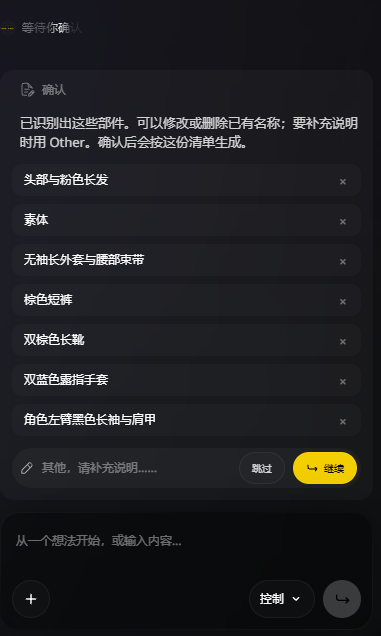 等待你确认
确认
已识别出这些部件。可以修改或删除已有名称；要补充说明
时用 Other。确认后会按这份清单生成。
头部与粉色长发
素体
无袖长外套与腰部束带
棕色短裤
双棕色长靴
双蓝色露指手套
角色左臂黑色长袖与肩甲
其他，请补充说明......
跳过
继续
从一个想法开始，或输入内容...
控制